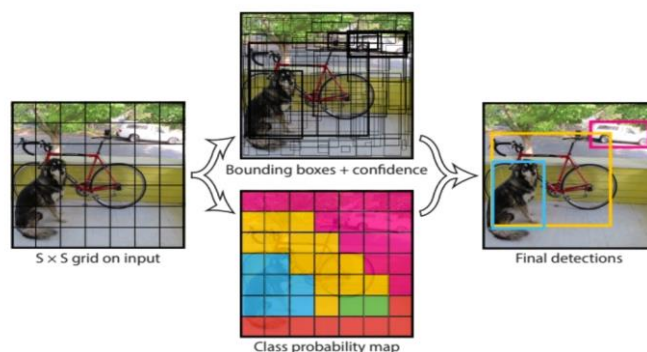 S × S grid on input
Bounding boxes + confidence
Class probability map
Final detections